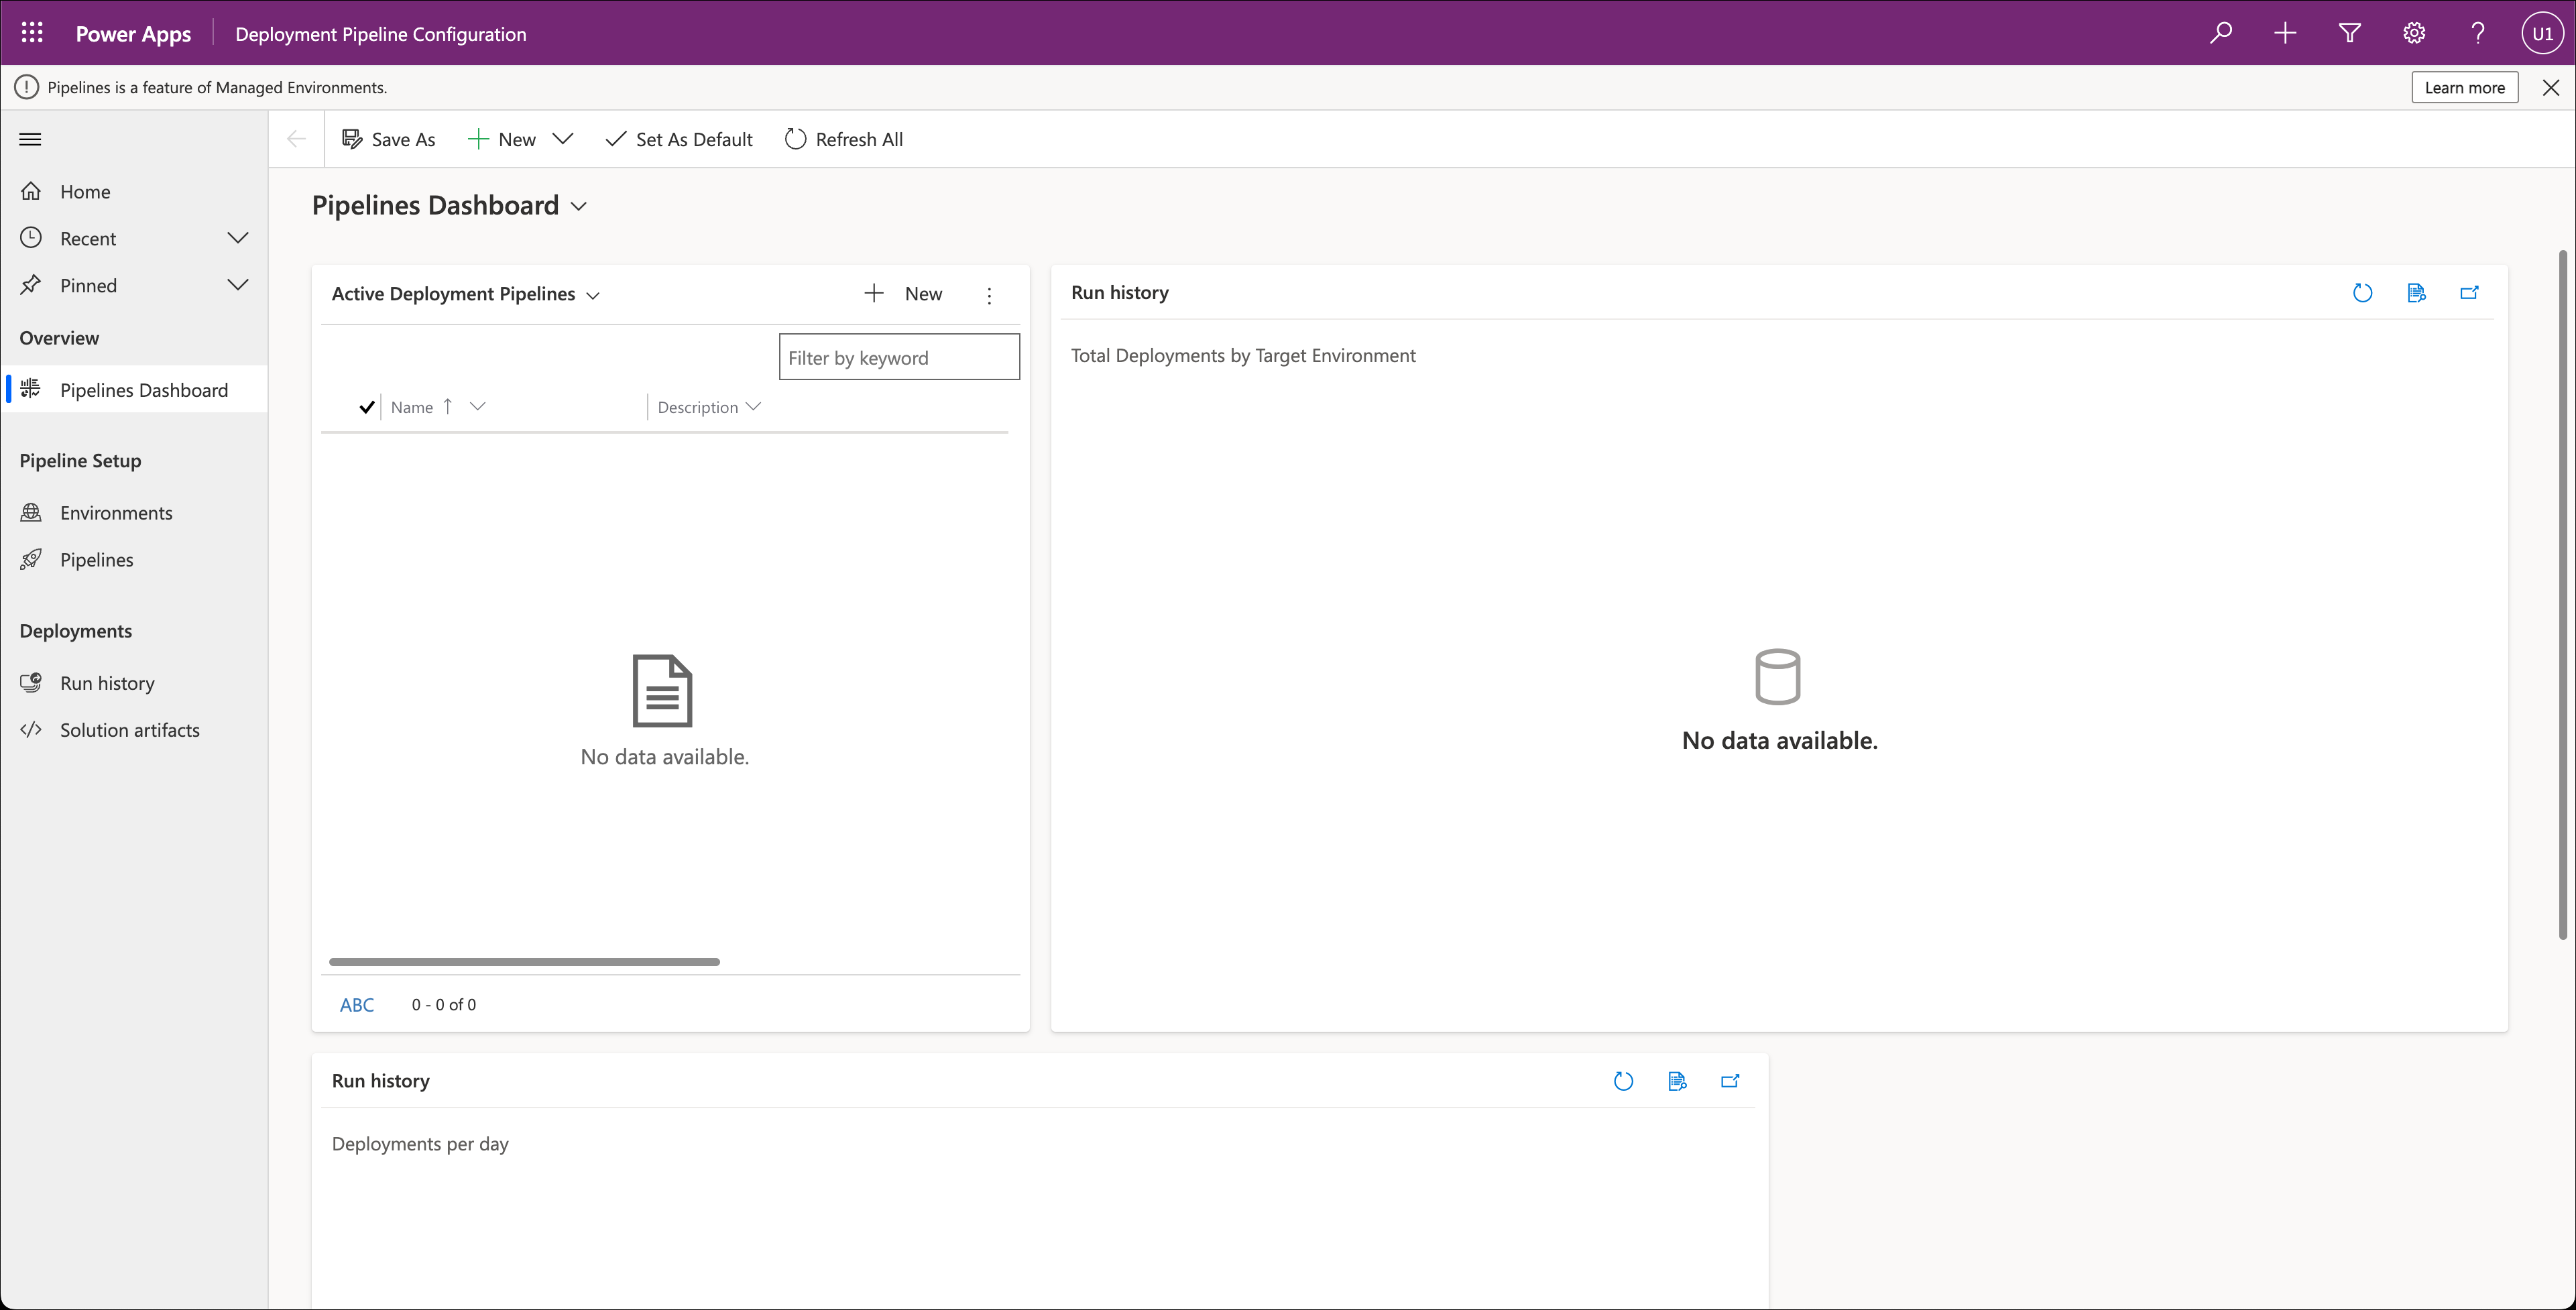 Power Apps
Deployment Pipeline Configuration
U1
Pipelines is a feature of Managed Environments.
Learn more
Save As
New
Set As Default
Refresh All
Home
Recent
Pinned
Overview
Pipelines Dashboard
Pipeline Setup
Environments
Pipelines
Deployments
Run history
Solution artifacts
Pipelines Dashboard
Active Deployment Pipelines
New
Filter by keyword
Name
Description
No data available.
ABC
0 - 0 of 0
Run history
Total Deployments by Target Environment
No data available.
Run history
Deployments per day